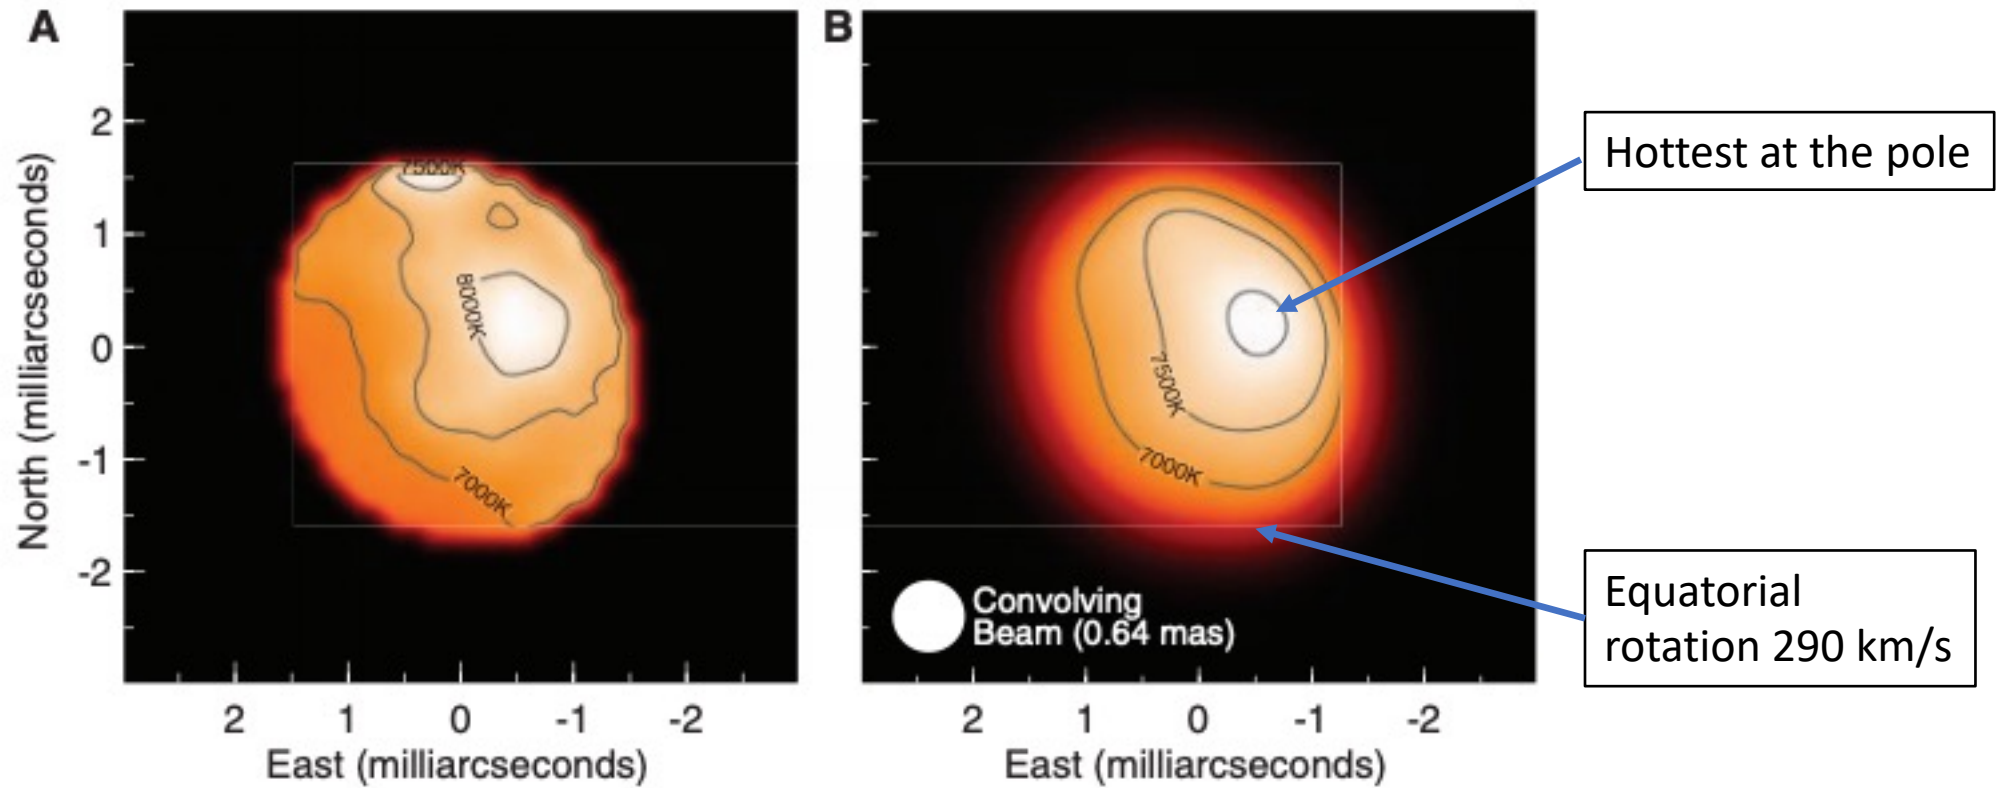 A
B
2
1
0
-1
-2
North (milliarcseconds)
7500K
8000K
7000K
2
1
0
-1
-2
East (milliarcseconds)
7500K
7000K
Convolving
Beam (0.64 mas)
2
1
0
-1
-2
East (milliarcseconds)
Hottest at the pole
Equatorial
rotation 290 km/s